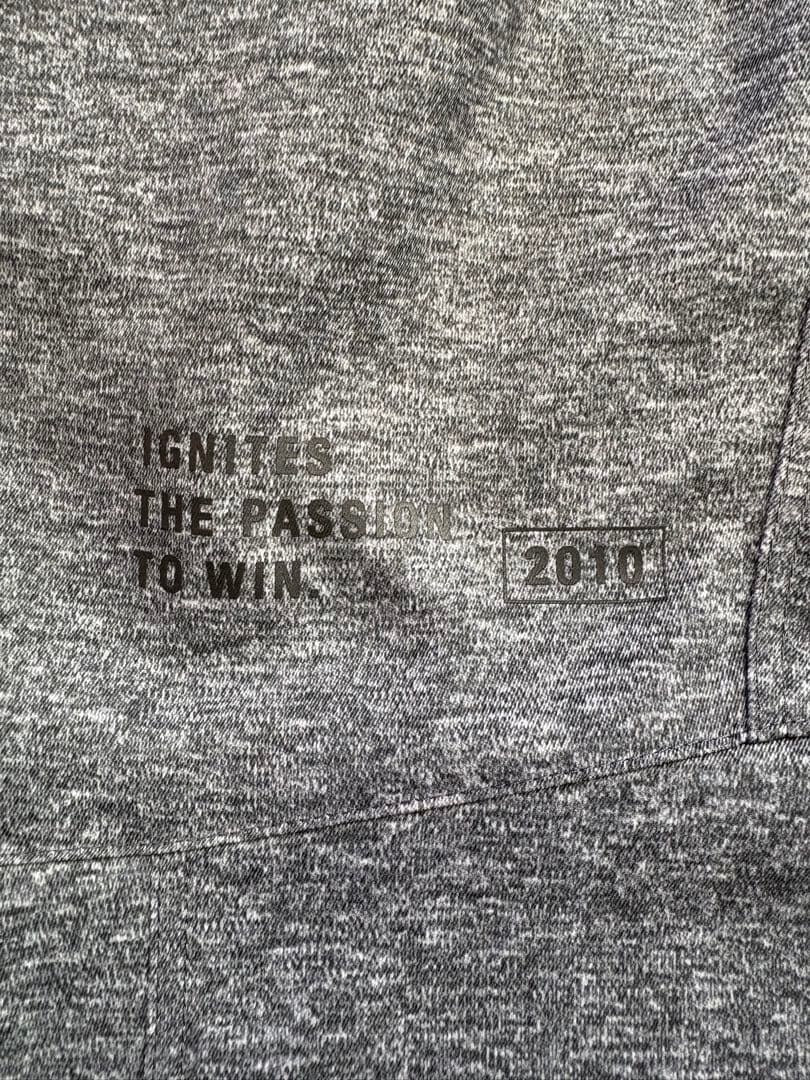 IGNITES
THE PASSION
TO WIN.
2010